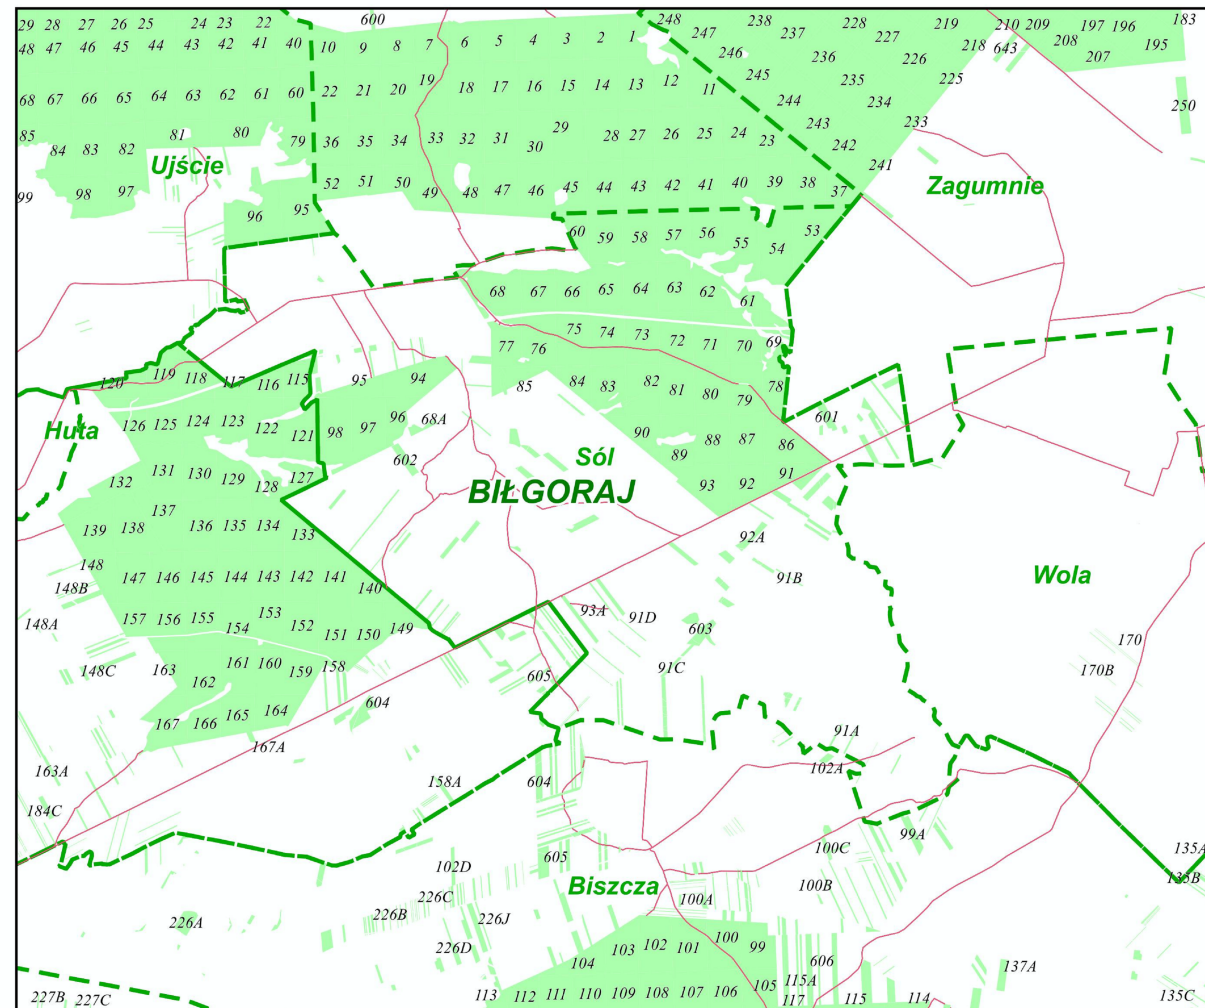 29 28 27 26 25 24 23 22 600 248 238 228 219 210 209 197 196 183
48 47 46 45 44 43 42 41 40 10 9 8 7 6 5 4 3 2 1 247 237 227 218 643 208 195
246 236 226 207
68 67 66 65 64 63 62 61 60 22 21 20 19 18 17 16 15 14 13 12 11 245 235 225
244 234 250
85 81 80 79 36 35 34 33 32 31 30 29 28 27 26 25 24 23 243 233
84 83 82 242
Ujście 241
99 98 97 52 51 50 49 48 47 46 45 44 43 42 41 40 39 38 37 Zagumnie
96 95 60 59 58 57 56 55 54 53
68 67 66 65 64 63 62 61
75 74 73 72 71 70 69
77 76
120 119 118 117 116 115 95 94 85 84 83 82 81 80 79 78
Huta 126 125 124 123 122 121 98 97 96 68A 90 89 88 87 86 601
132 131 130 129 128 127 602 Sól 93 92 91
BIŁGORAJ
139 138 137 136 135 134 133 92A
148 147 146 145 144 143 142 141 140 91B Wola
148B
148A 157 156 155 154 153 152 151 150 149 93A 91D 603 170
148C 163 162 161 160 159 158 605 91C 170B
167 166 165 164 604
167A 91A
163A 158A 604 102A
184C 99A
102D 605 100C 135A
226C Biszcza 100B 135B
226A 226B 226J 100A
226D 104 103 102 101 100 99 606 137A
227B 227C 113 112 111 110 109 108 107 106 105 115A 117 115 114 135C